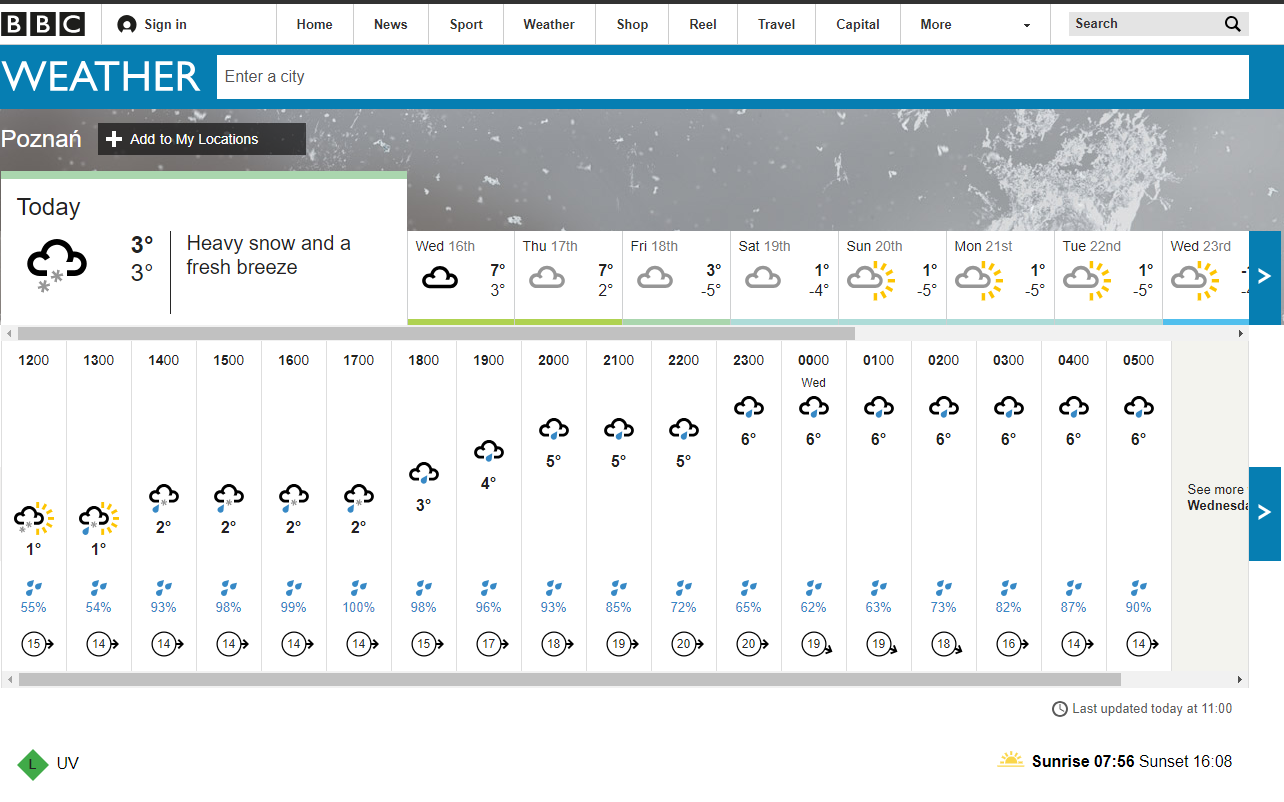 BBC Sign in Home News Sport Weather Shop Reel Travel Capital More Search
WEATHER Enter a city
Poznań Add to My Locations
Today
3°
3°
Heavy snow and a
fresh breeze
Wed 16th Thu 17th Fri 18th Sat 19th Sun 20th Mon 21st Tue 22nd Wed 23rd
7° 7° 3° 1° 1° 1° 1°
3° 2° -5° -4° -5° -5° -5°
1200 1300 1400 1500 1600 1700 1800 1900 2000 2100 2200 2300 0000 0100 0200 0300 0400 0500
Wed
6° 6° 6° 6° 6° 6° 6°
5° 5° 5°
4°
3°
2° 2° 2° 2°
1° 1°
See more
Wednesda
55% 54% 93% 98% 99% 100% 98% 96% 93% 85% 72% 65% 62% 63% 73% 82% 87% 90%
15 14 14 14 14 14 15 17 18 19 20 20 19 19 18 16 14 14
Last updated today at 11:00
L UV Sunrise 07:56 Sunset 16:08